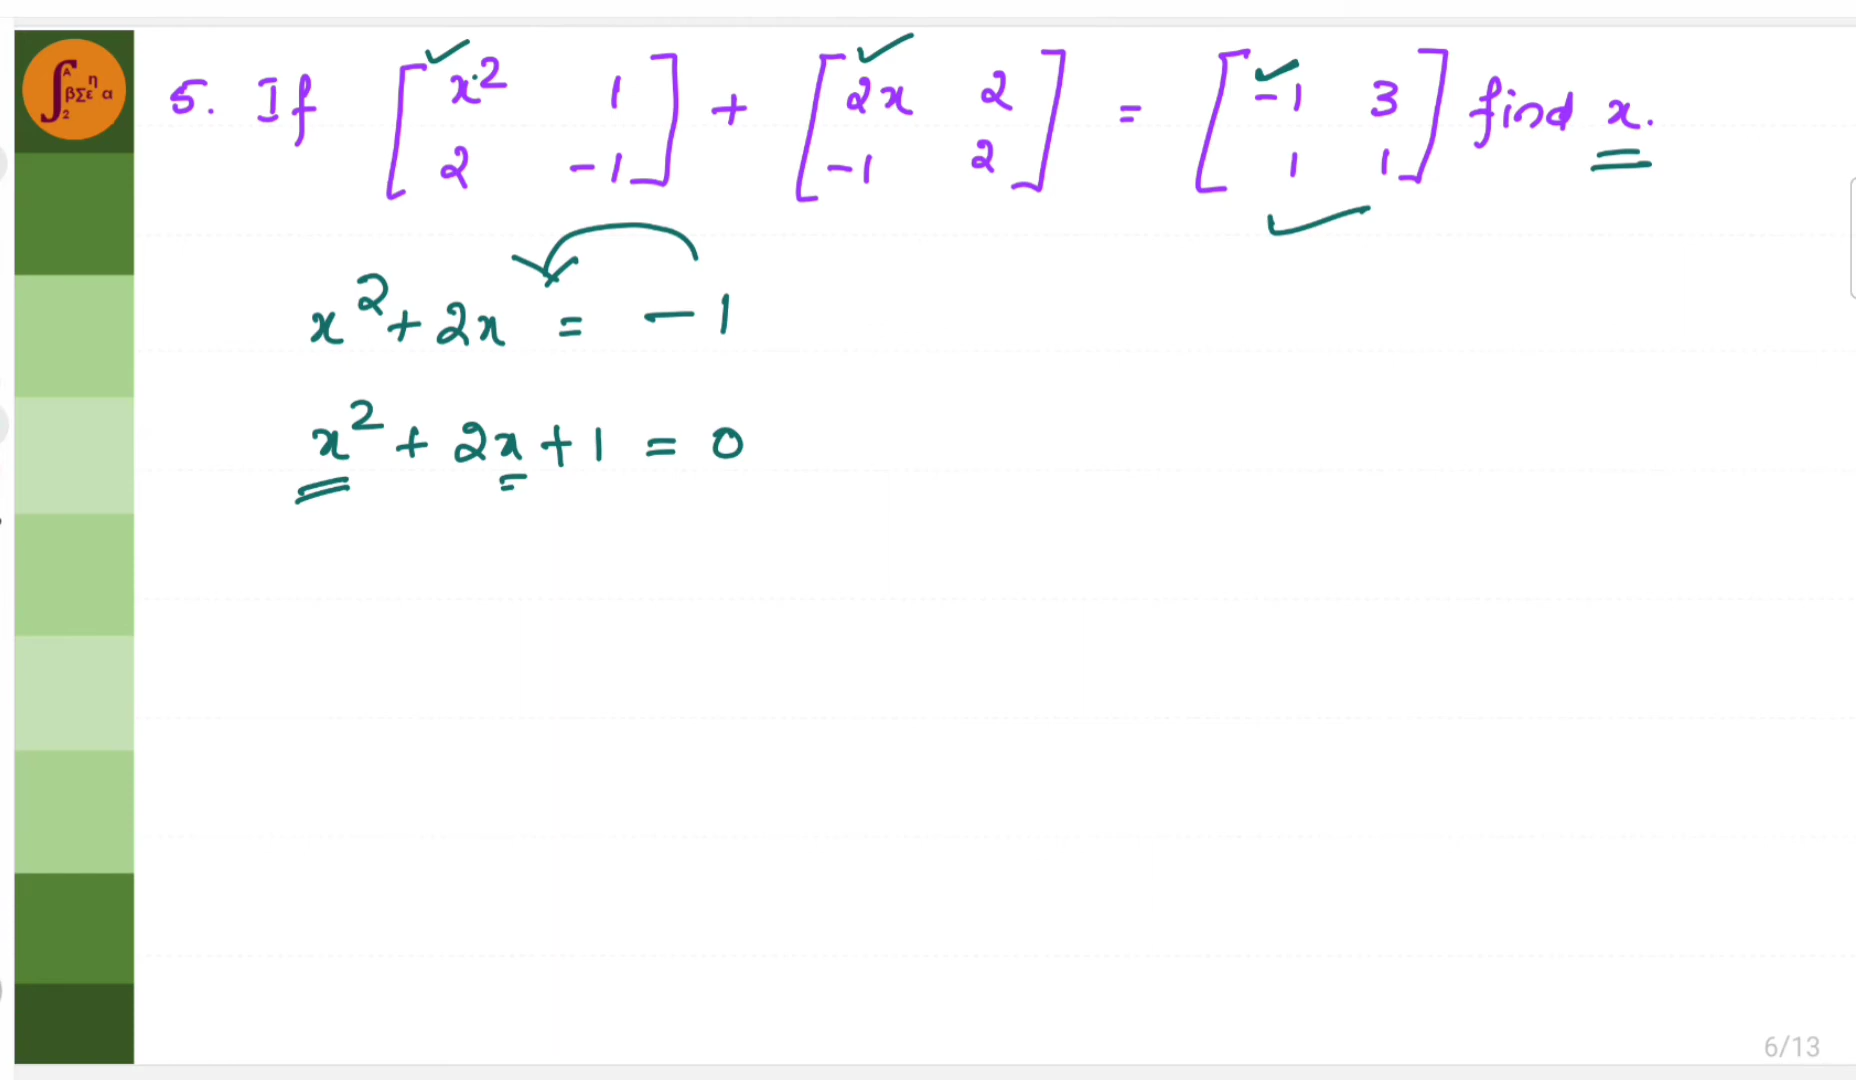 5. If [x² 1] + [2x 2] = [-1 3] find x.
[2 -1] [-1 2] [1 1]
x² + 2x = -1
x² + 2x + 1 = 0
6/13